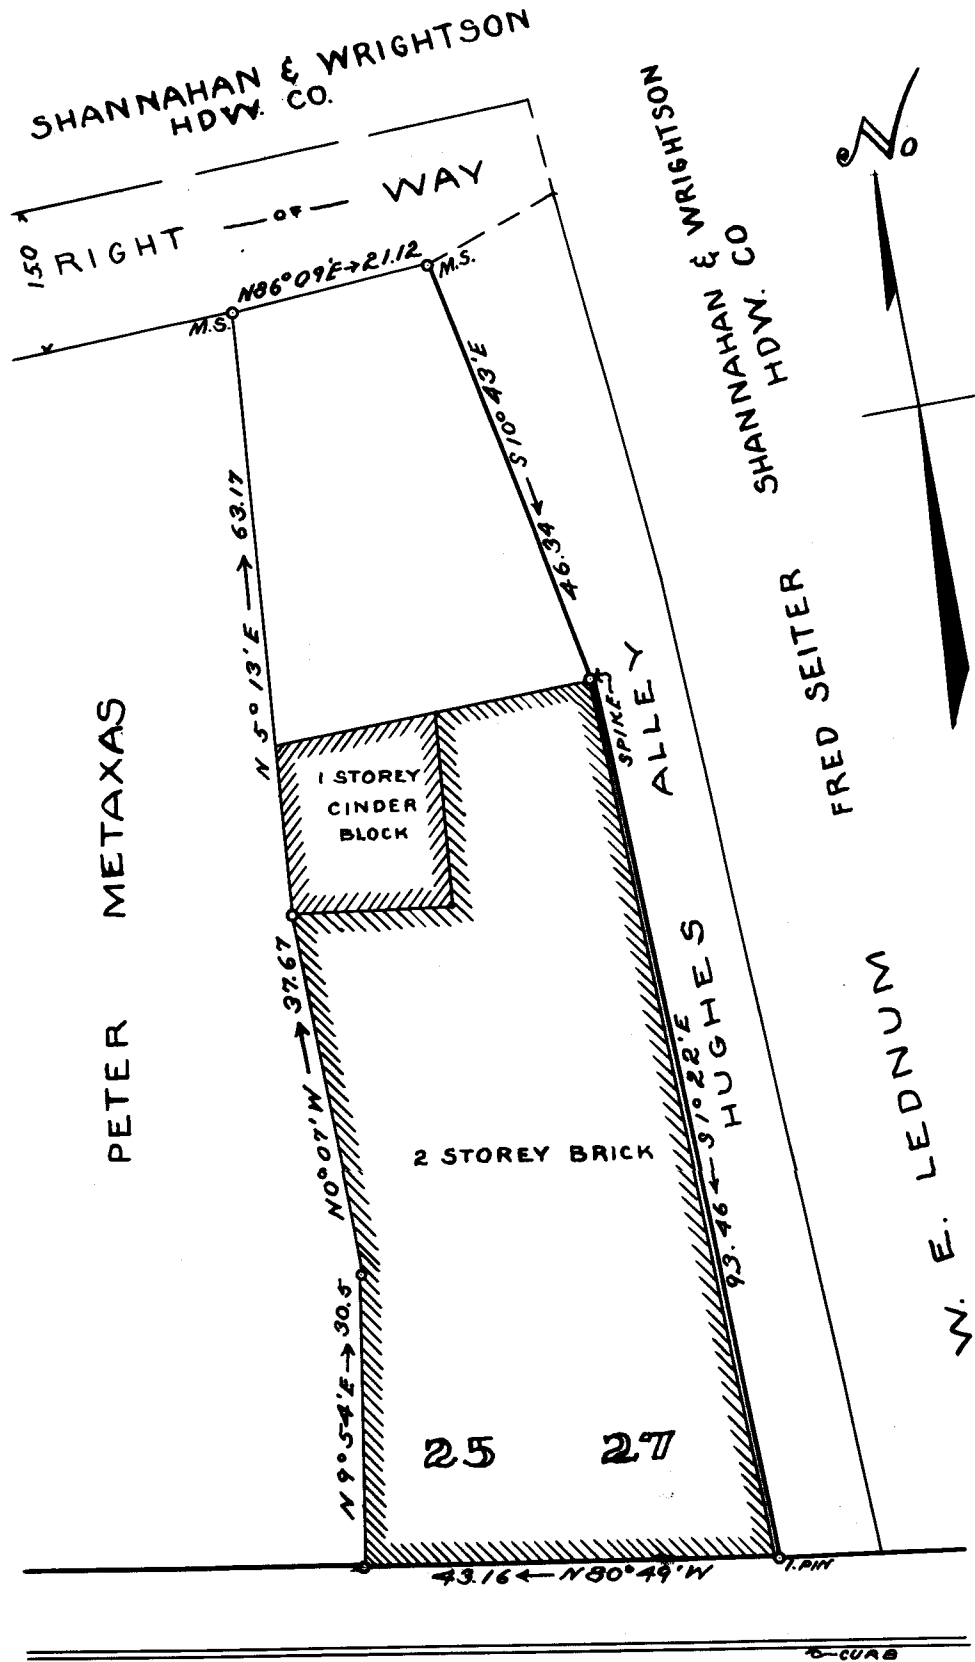 SHANNAHAN & WRIGHTSON
HDW. CO.
RIGHT — OF — WAY
150
N86°09'E→21.12
M.S.
M.S.
SHANNAHAN & WRIGHTSON
HDW. CO
No
S10°43'E
46.34 ←
N 5°13'E → 63.17
SPIKE
ALLEY
FRED SEITER
PETER METAXAS
1 STOREY
CINDER
BLOCK
N0°07'W → 37.67
HUGHES
93.46 ← S1°22'E
W. E. LEDNUM
2 STOREY BRICK
N9°54'E → 30.5
25 27
43.16 ← N80°49'W
I.PIN
CURB